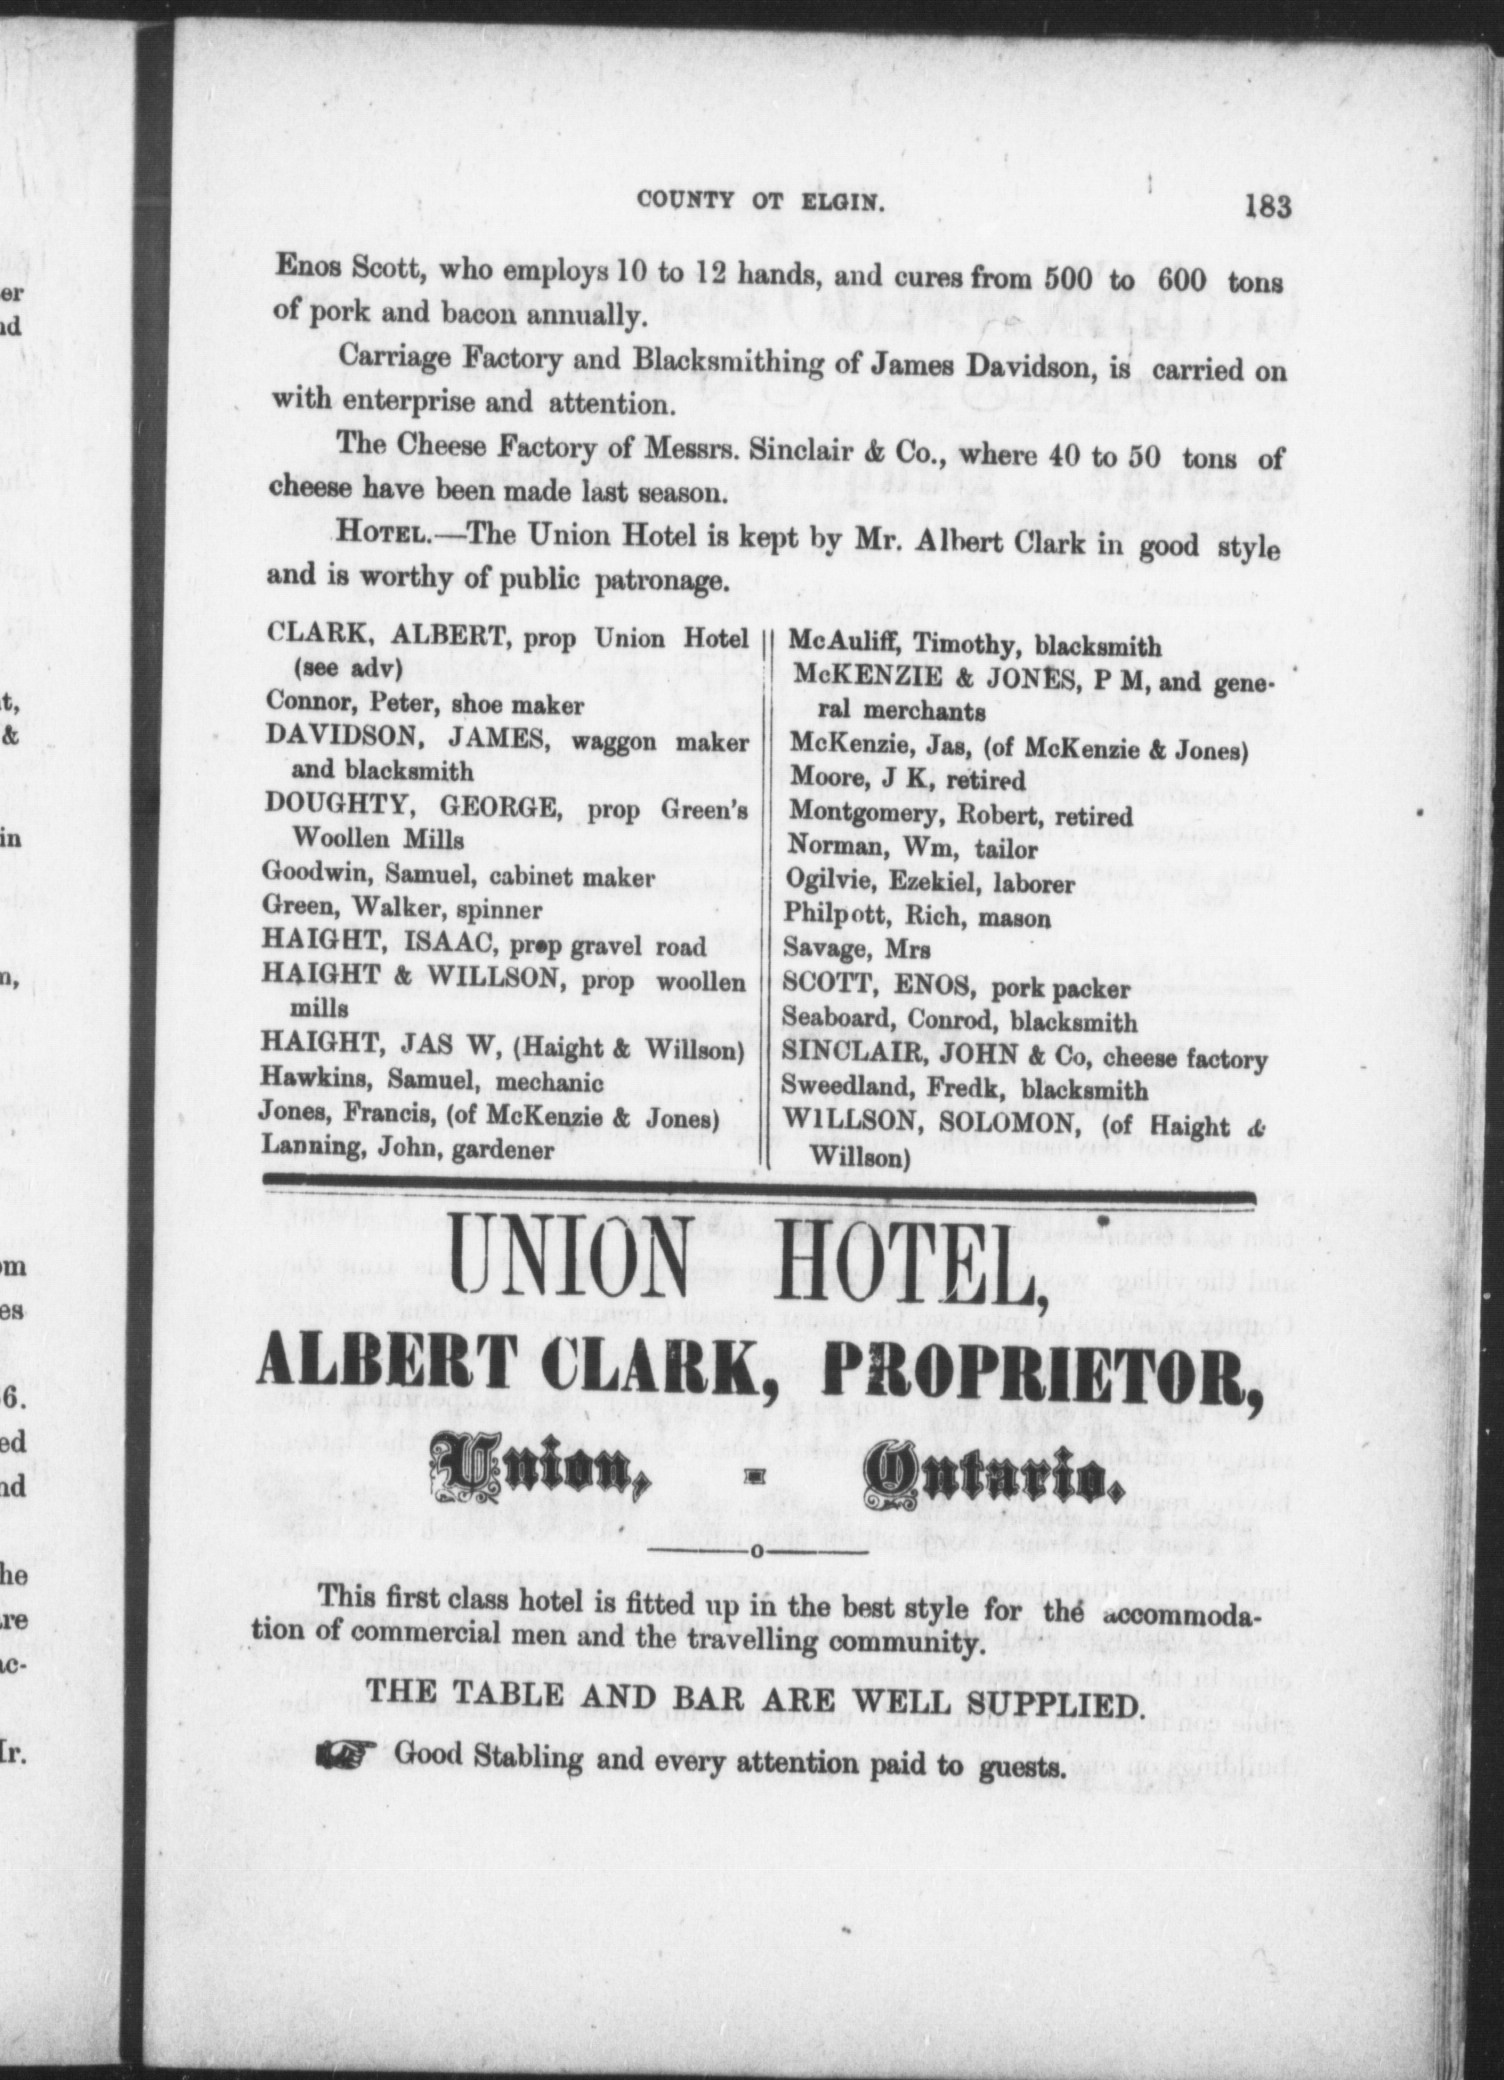 COUNTY OT ELGIN. 183
Enos Scott, who employs 10 to 12 hands, and cures from 500 to 600 tons
of pork and bacon annually.
Carriage Factory and Blacksmithing of James Davidson, is carried on
with enterprise and attention.
The Cheese Factory of Messrs. Sinclair & Co., where 40 to 50 tons of
cheese have been made last season.
HOTEL.—The Union Hotel is kept by Mr. Albert Clark in good style
and is worthy of public patronage.
CLARK, ALBERT, prop Union Hotel
(see adv)
Connor, Peter, shoe maker
DAVIDSON, JAMES, waggon maker
and blacksmith
DOUGHTY, GEORGE, prop Green's
Woollen Mills
Goodwin, Samuel, cabinet maker
Green, Walker, spinner
HAIGHT, ISAAC, prop gravel road
HAIGHT & WILLSON, prop woollen
mills
HAIGHT, JAS W, (Haight & Willson)
Hawkins, Samuel, mechanic
Jones, Francis, (of McKenzie & Jones)
Lanning, John, gardener
McAuliff, Timothy, blacksmith
McKENZIE & JONES, P M, and gene-
ral merchants
McKenzie, Jas, (of McKenzie & Jones)
Moore, J K, retired
Montgomery, Robert, retired
Norman, Wm, tailor
Ogilvie, Ezekiel, laborer
Philpott, Rich, mason
Savage, Mrs
SCOTT, ENOS, pork packer
Seaboard, Conrod, blacksmith
SINCLAIR, JOHN & Co, cheese factory
Sweedland, Fredk, blacksmith
WILLSON, SOLOMON, (of Haight &
Willson)
UNION HOTEL,
ALBERT CLARK, PROPRIETOR,
Union, - Ontario.
o
This first class hotel is fitted up in the best style for the accommoda-
tion of commercial men and the travelling community.
THE TABLE AND BAR ARE WELL SUPPLIED.
Good Stabling and every attention paid to guests.